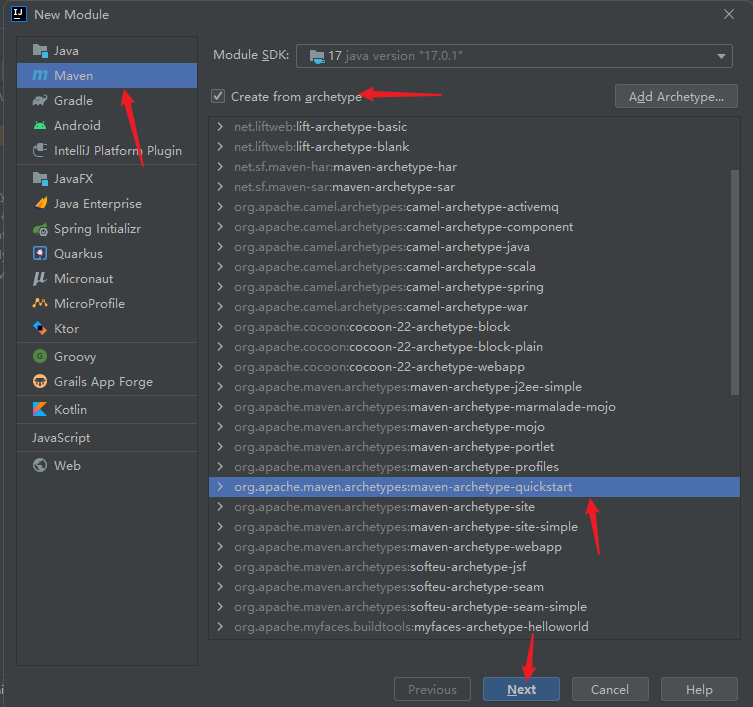 New Module
Java
Maven
Gradle
Android
IntelliJ Platform Plugin
JavaFX
Java Enterprise
Spring Initializr
Quarkus
Micronaut
MicroProfile
Ktor
Groovy
Grails App Forge
Kotlin
JavaScript
Web
Module SDK: 17 java version "17.0.1"
Create from archetype
Add Archetype...
net.liftweb:lift-archetype-basic
net.liftweb:lift-archetype-blank
net.sf.maven-har:maven-archetype-har
net.sf.maven-sar:maven-archetype-sar
org.apache.camel.archetypes:camel-archetype-activemq
org.apache.camel.archetypes:camel-archetype-component
org.apache.camel.archetypes:camel-archetype-java
org.apache.camel.archetypes:camel-archetype-scala
org.apache.camel.archetypes:camel-archetype-spring
org.apache.camel.archetypes:camel-archetype-war
org.apache.cocoon:cocoon-22-archetype-block
org.apache.cocoon:cocoon-22-archetype-block-plain
org.apache.cocoon:cocoon-22-archetype-webapp
org.apache.maven.archetypes:maven-archetype-j2ee-simple
org.apache.maven.archetypes:maven-archetype-marmalade-mojo
org.apache.maven.archetypes:maven-archetype-mojo
org.apache.maven.archetypes:maven-archetype-portlet
org.apache.maven.archetypes:maven-archetype-profiles
org.apache.maven.archetypes:maven-archetype-quickstart
org.apache.maven.archetypes:maven-archetype-site
org.apache.maven.archetypes:maven-archetype-site-simple
org.apache.maven.archetypes:maven-archetype-webapp
org.apache.maven.archetypes:softeu-archetype-jsf
org.apache.maven.archetypes:softeu-archetype-seam
org.apache.maven.archetypes:softeu-archetype-seam-simple
org.apache.myfaces.buildtools:myfaces-archetype-helloworld
Previous
Next
Cancel
Help